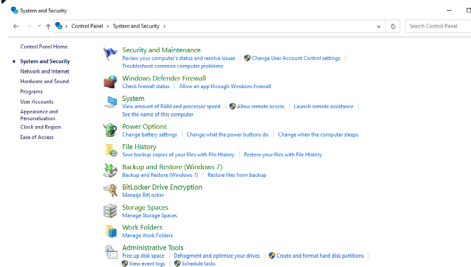 System and Security
Control Panel > System and Security >
Search Control Panel
Control Panel Home
System and Security
Network and Internet
Hardware and Sound
Programs
User Accounts
Appearance and
Personalization
Clock and Region
Ease of Access
Security and Maintenance
Review your computer's status and resolve issues | Change User Account Control settings |
Troubleshoot common computer problems
Windows Defender Firewall
Check firewall status | Allow an app through Windows Firewall
System
View amount of RAM and processor speed | Allow remote access | Launch remote assistance |
See the name of this computer
Power Options
Change battery settings | Change what the power buttons do | Change when the computer sleeps
File History
Save backup copies of your files with File History | Restore your files with File History
Backup and Restore (Windows 7)
Backup and Restore (Windows 7) | Restore files from backup
BitLocker Drive Encryption
Manage BitLocker
Storage Spaces
Manage Storage Spaces
Work Folders
Manage Work Folders
Administrative Tools
Free up disk space | Defragment and optimize your drives | Create and format hard disk partitions |
View event logs | Schedule tasks